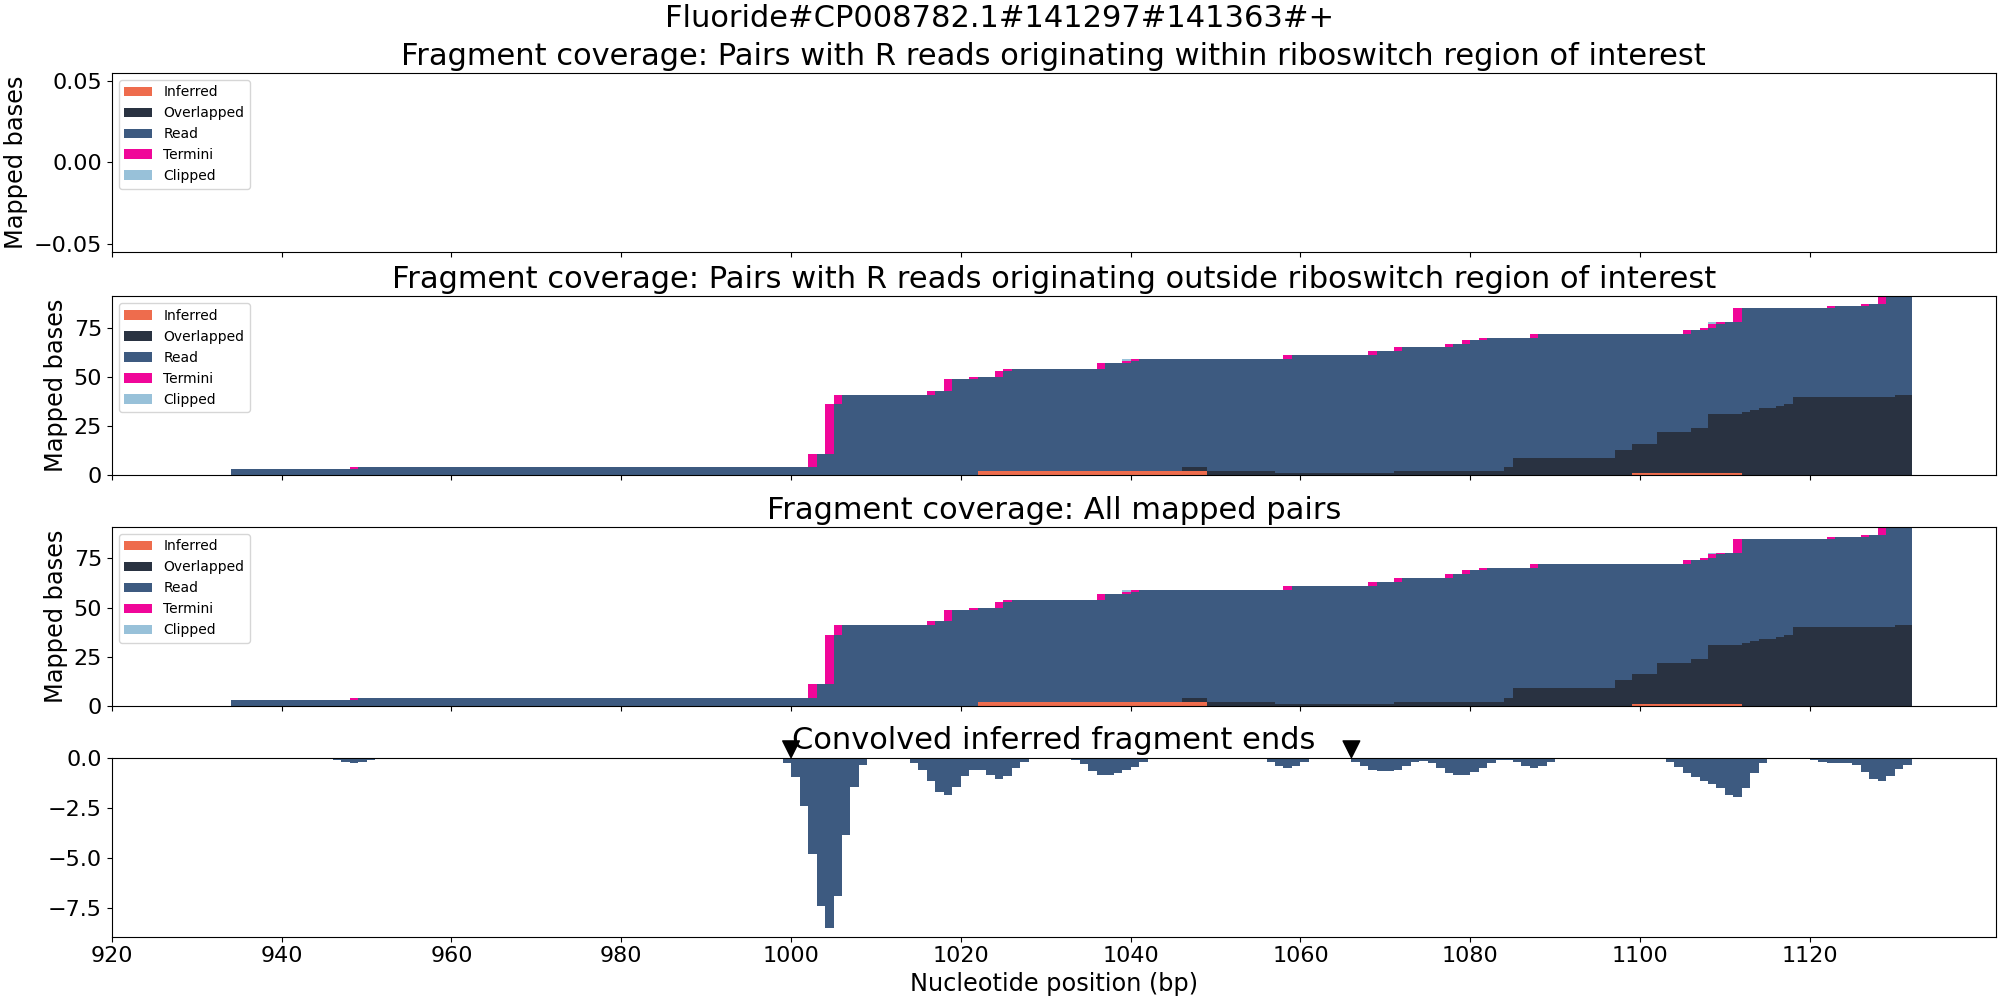 Fluoride#CP008782.1#141297#141363#+
Fragment coverage: Pairs with R reads originating within riboswitch region of interest
Mapped bases
0.05
0.00
−0.05
Inferred
Overlapped
Read
Termini
Clipped
Fragment coverage: Pairs with R reads originating outside riboswitch region of interest
Mapped bases
75
50
25
0
Inferred
Overlapped
Read
Termini
Clipped
Fragment coverage: All mapped pairs
Mapped bases
75
50
25
0
Inferred
Overlapped
Read
Termini
Clipped
Convolved inferred fragment ends
0.0
−2.5
−5.0
−7.5
920 940 960 980 1000 1020 1040 1060 1080 1100 1120
Nucleotide position (bp)